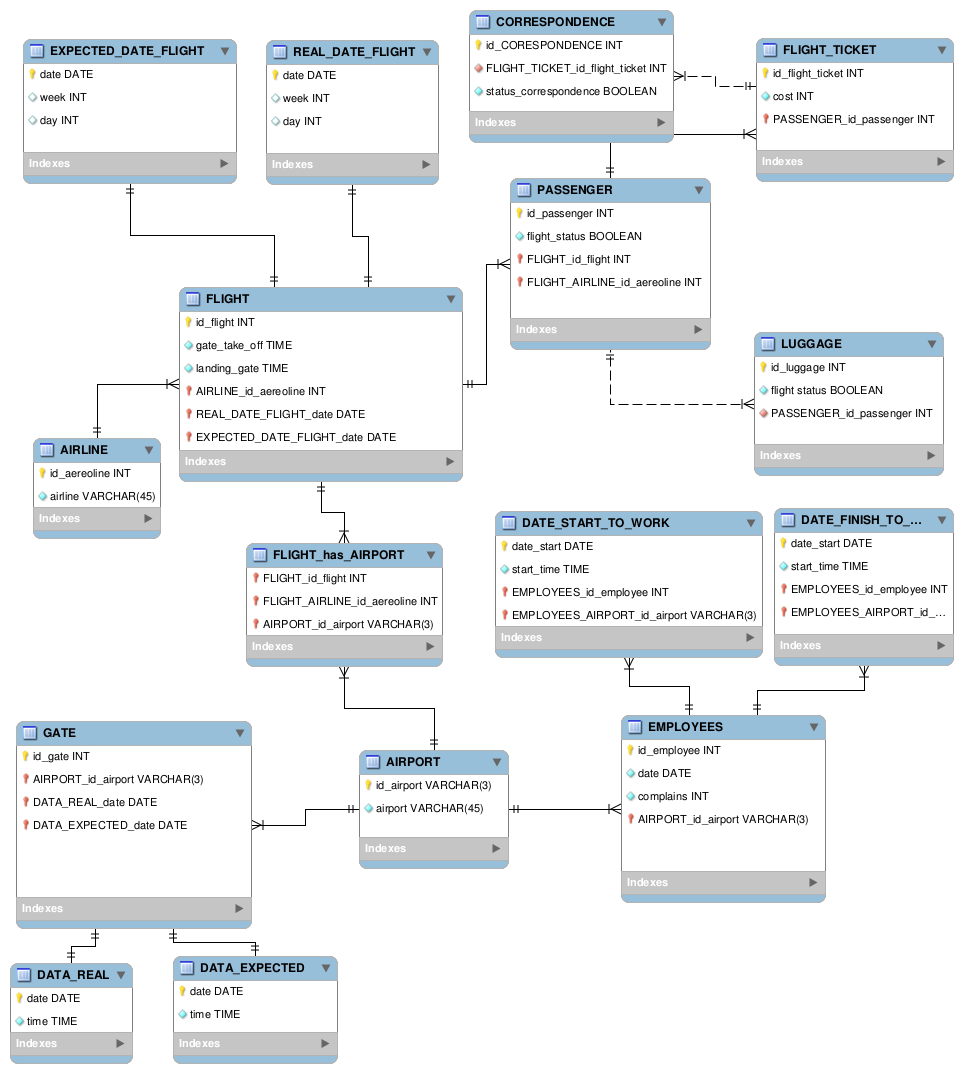 CORRESPONDENCE
id_CORESPONDENCE INT
FLIGHT_TICKET_id_flight_ticket INT
status_correspondence BOOLEAN
Indexes
EXPECTED_DATE_FLIGHT
date DATE
week INT
day INT
Indexes
REAL_DATE_FLIGHT
date DATE
week INT
day INT
Indexes
FLIGHT_TICKET
id_flight_ticket INT
cost INT
PASSENGER_id_passenger INT
Indexes
PASSENGER
id_passenger INT
flight_status BOOLEAN
FLIGHT_id_flight INT
FLIGHT_AIRLINE_id_aereoline INT
Indexes
FLIGHT
id_flight INT
gate_take_off TIME
landing_gate TIME
AIRLINE_id_aereoline INT
REAL_DATE_FLIGHT_date DATE
EXPECTED_DATE_FLIGHT_date DATE
Indexes
LUGGAGE
id_luggage INT
flight status BOOLEAN
PASSENGER_id_passenger INT
Indexes
AIRLINE
id_aereoline INT
airline VARCHAR(45)
Indexes
FLIGHT_has_AIRPORT
FLIGHT_id_flight INT
FLIGHT_AIRLINE_id_aereoline INT
AIRPORT_id_airport VARCHAR(3)
Indexes
DATE_START_TO_WORK
date_start DATE
start_time TIME
EMPLOYEES_id_employee INT
EMPLOYEES_AIRPORT_id_airport VARCHAR(3)
Indexes
DATE_FINISH_TO_...
date_start DATE
start_time TIME
EMPLOYEES_id_employee INT
EMPLOYEES_AIRPORT_id_...
Indexes
GATE
id_gate INT
AIRPORT_id_airport VARCHAR(3)
DATA_REAL_date DATE
DATA_EXPECTED_date DATE
Indexes
AIRPORT
id_airport VARCHAR(3)
airport VARCHAR(45)
Indexes
EMPLOYEES
id_employee INT
date DATE
complains INT
AIRPORT_id_airport VARCHAR(3)
Indexes
DATA_REAL
date DATE
time TIME
Indexes
DATA_EXPECTED
date DATE
time TIME
Indexes